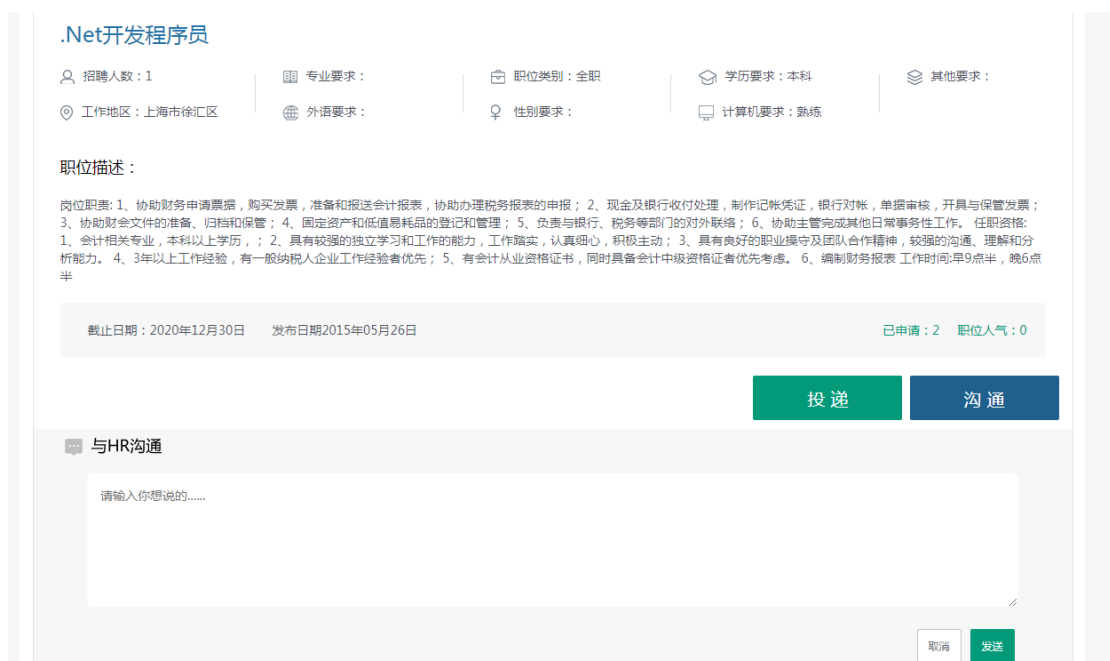 .Net开发程序员
招聘人数：1 专业要求： 职位类别：全职 学历要求：本科 其他要求：
工作地区：上海市徐汇区 外语要求： 性别要求： 计算机要求：熟练
职位描述：
岗位职责: 1、协助财务申请票据，购买发票，准备和报送会计报表，协助办理税务报表的申报； 2、现金及银行收付处理，制作记帐凭证，银行对帐，单据审核，开具与保管发票；
3、协助财会文件的准备、归档和保管； 4、固定资产和低值易耗品的登记和管理； 5、负责与银行、税务等部门的对外联络； 6、协助主管完成其他日常事务性工作。 任职资格:
1、会计相关专业，本科以上学历，； 2、具有较强的独立学习和工作的能力，工作踏实，认真细心，积极主动； 3、具有良好的职业操守及团队合作精神，较强的沟通、理解和分
析能力。 4、3年以上工作经验，有一般纳税人企业工作经验者优先； 5、有会计从业资格证书，同时具备会计中级资格证者优先考虑。 6、编制财务报表 工作时间:早9点半，晚6点
半
截止日期：2020年12月30日 发布日期2015年05月26日 已申请：2 职位人气：0
投 递 沟 通
与HR沟通
请输入你想说的......
取消 发送